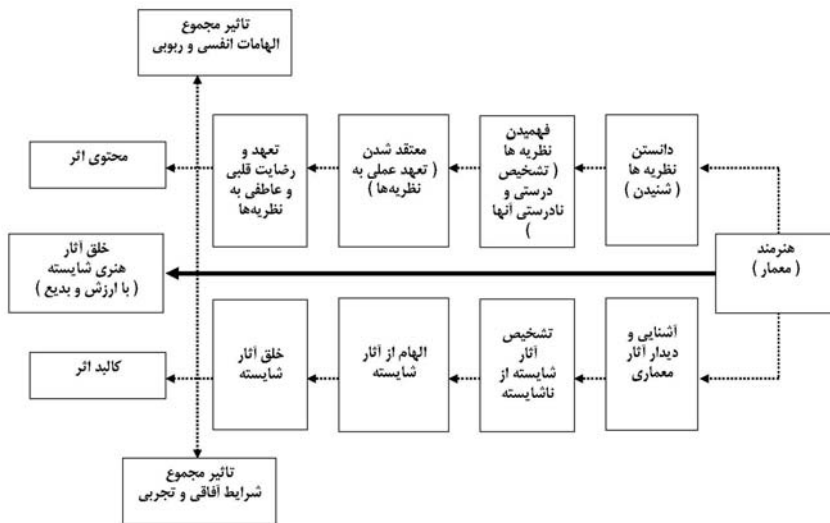 تاثیر مجموع
الهامات انفسی و ربوبی
دانستن
نظریه ها
( شنیدن )
فهمیدن
نظریه ها
( تشخیص
درستی و
نادرستی آنها
)
معتقد شدن
( تعهد عملی به
نظریه‌ها )
تعهد و
رضایت قلبی
و عاطفی به
نظریه‌ها
محتوی اثر
هنرمند
( معمار )
خلق آثار
هنری شایسته
( با ارزش و بدیع )
آشنایی و
دیدار آثار
معماری
تشخیص
آثار
شایسته از
ناشایسته
الهام از آثار
شایسته
خلق آثار
شایسته
کالبد اثر
تاثیر مجموع
شرایط آفاقی و تجربی